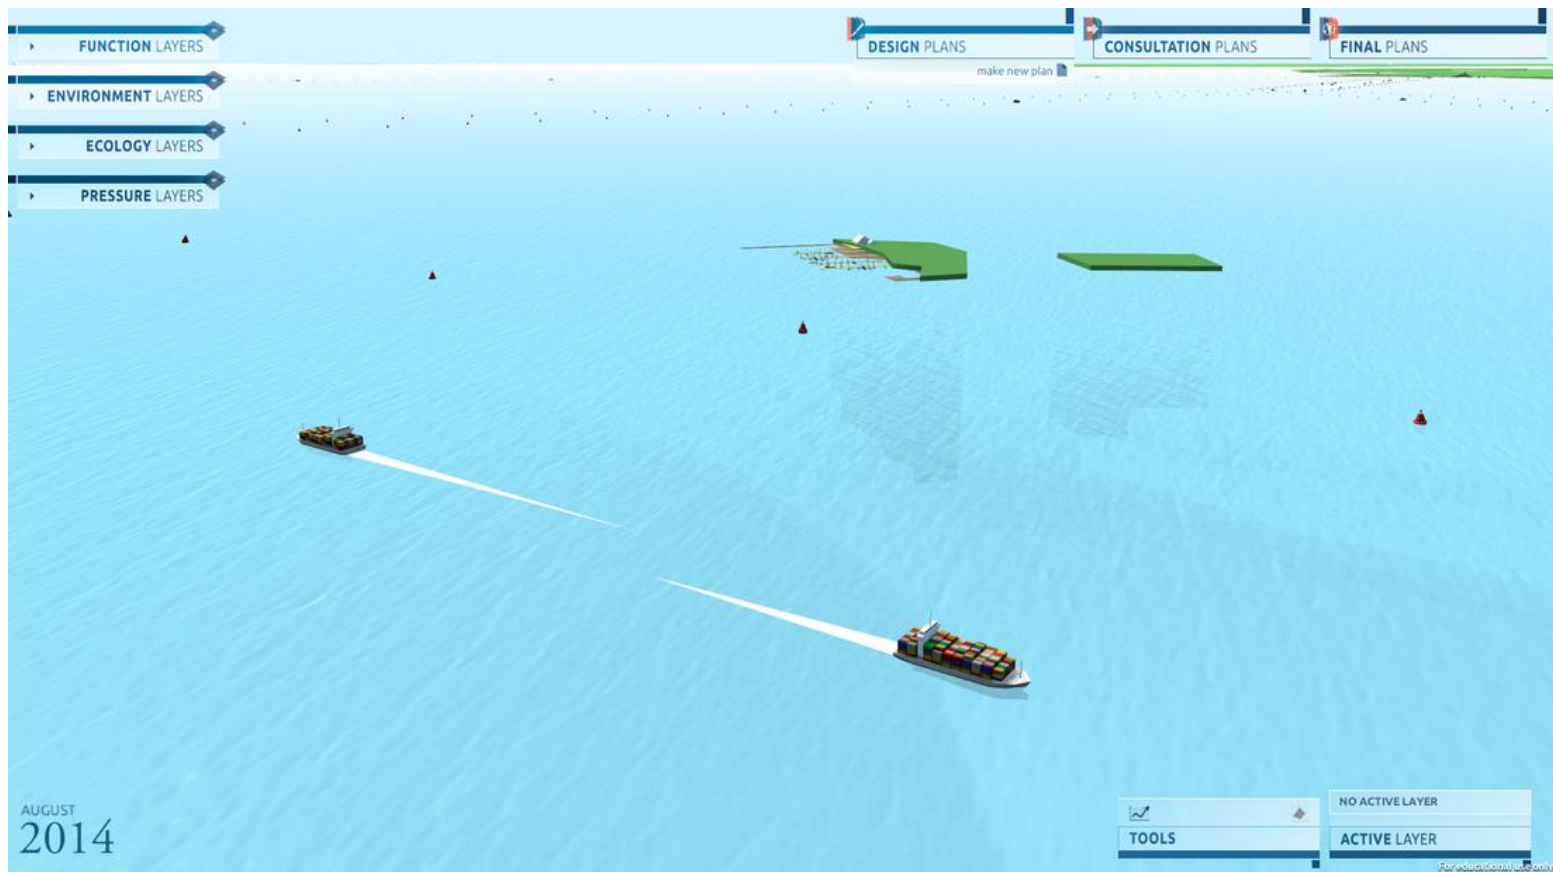 FUNCTION LAYERS
ENVIRONMENT LAYERS
ECOLOGY LAYERS
PRESSURE LAYERS
DESIGN PLANS
make new plan
CONSULTATION PLANS
FINAL PLANS
AUGUST
2014
TOOLS
NO ACTIVE LAYER
ACTIVE LAYER
For educational use only